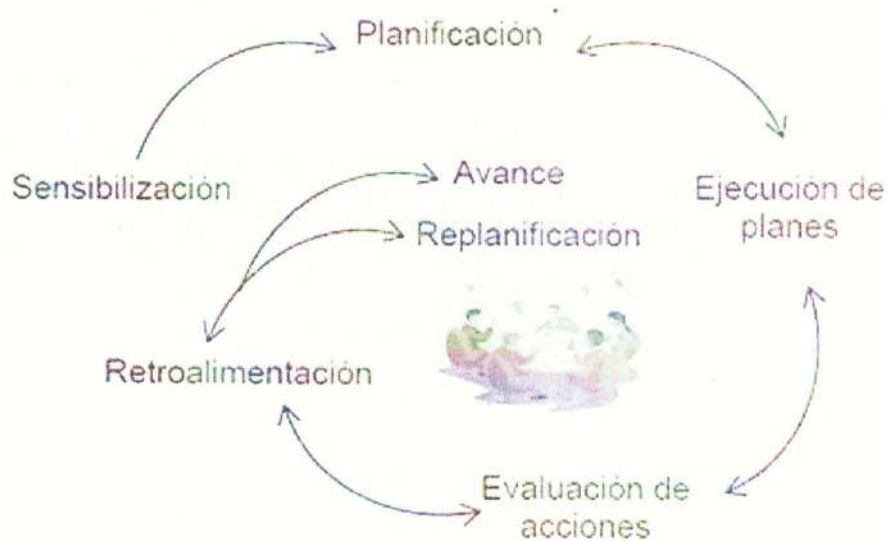 Planificación
Sensibilización
Avance
Ejecución de
planes
Replanificación
Retroalimentación
Evaluación de
acciones